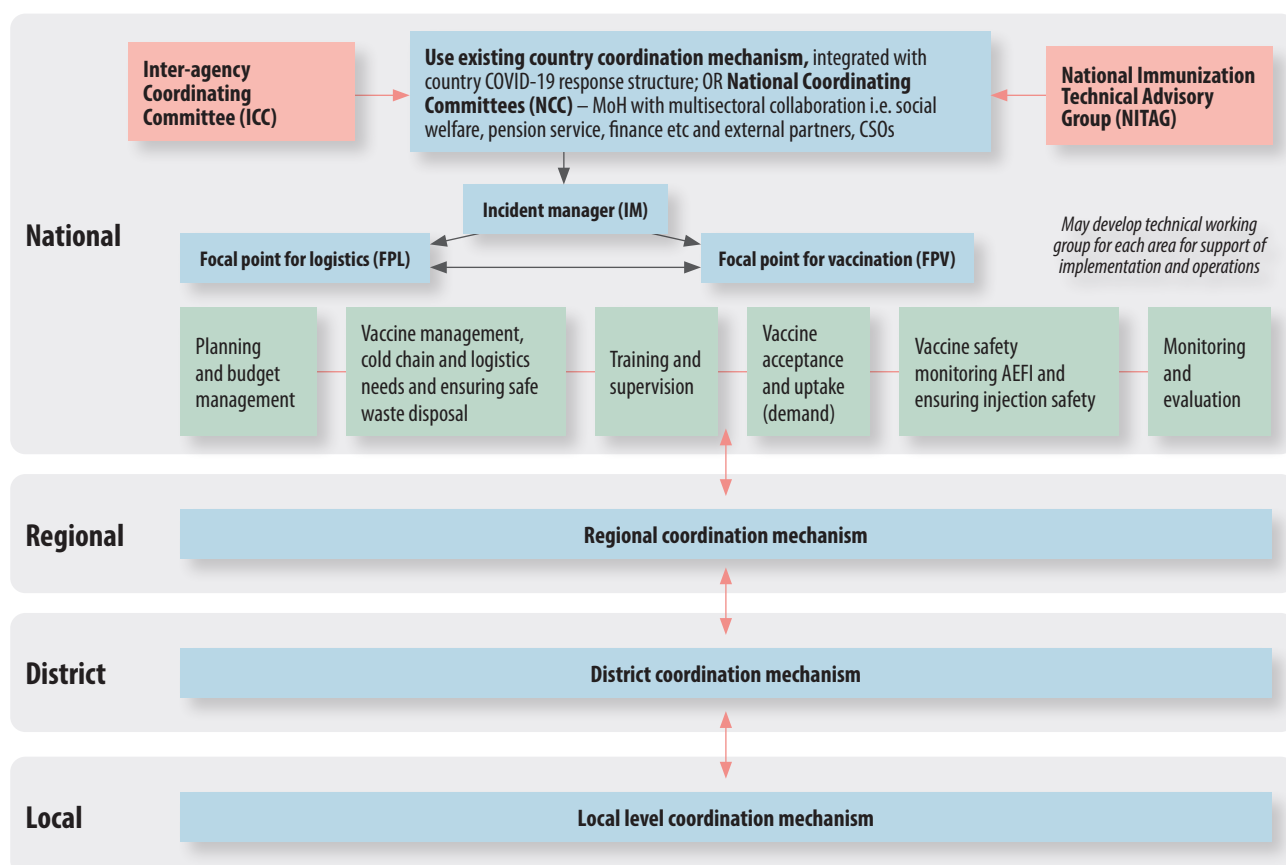 Inter-agency
Coordinating
Committee (ICC)
Use existing country coordination mechanism, integrated with
country COVID-19 response structure; OR National Coordinating
Committees (NCC) – MoH with multisectoral collaboration i.e. social
welfare, pension service, finance etc and external partners, CSOs
National Immunization
Technical Advisory
Group (NITAG)
National
Incident manager (IM)
Focal point for logistics (FPL)
Focal point for vaccination (FPV)
May develop technical working
group for each area for support of
implementation and operations
Planning
and budget
management
Vaccine management,
cold chain and logistics
needs and ensuring safe
waste disposal
Training and
supervision
Vaccine
acceptance
and uptake
(demand)
Vaccine safety
monitoring AEFI and
ensuring injection safety
Monitoring
and
evaluation
Regional
Regional coordination mechanism
District
District coordination mechanism
Local
Local level coordination mechanism